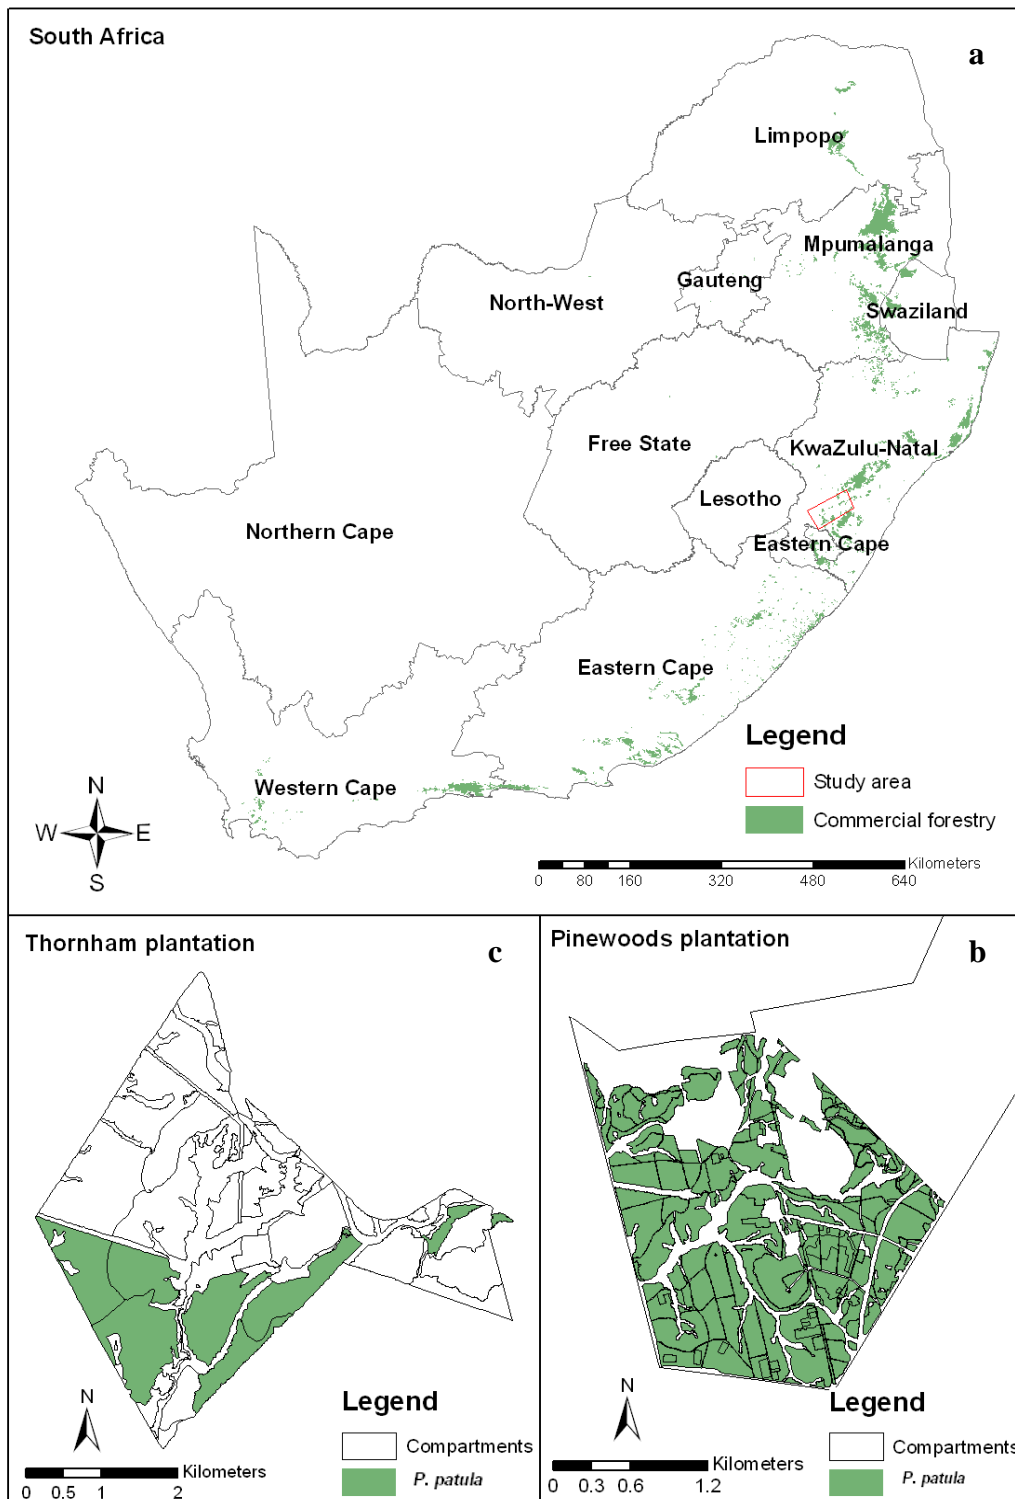 South Africa
a
Limpopo
Mpumalanga
Gauteng
North-West
Swaziland
Free State
KwaZulu-Natal
Lesotho
Northern Cape
Eastern Cape
Eastern Cape
Western Cape
N
W E
S
Legend
Study area
Commercial forestry
Kilometers
0 80 160 320 480 640
Thornham plantation
c
N
Legend
Compartments
P. patula
Kilometers
0 0.5 1 2
Pinewoods plantation
b
N
Legend
Compartments
P. patula
Kilometers
0 0.3 0.6 1.2